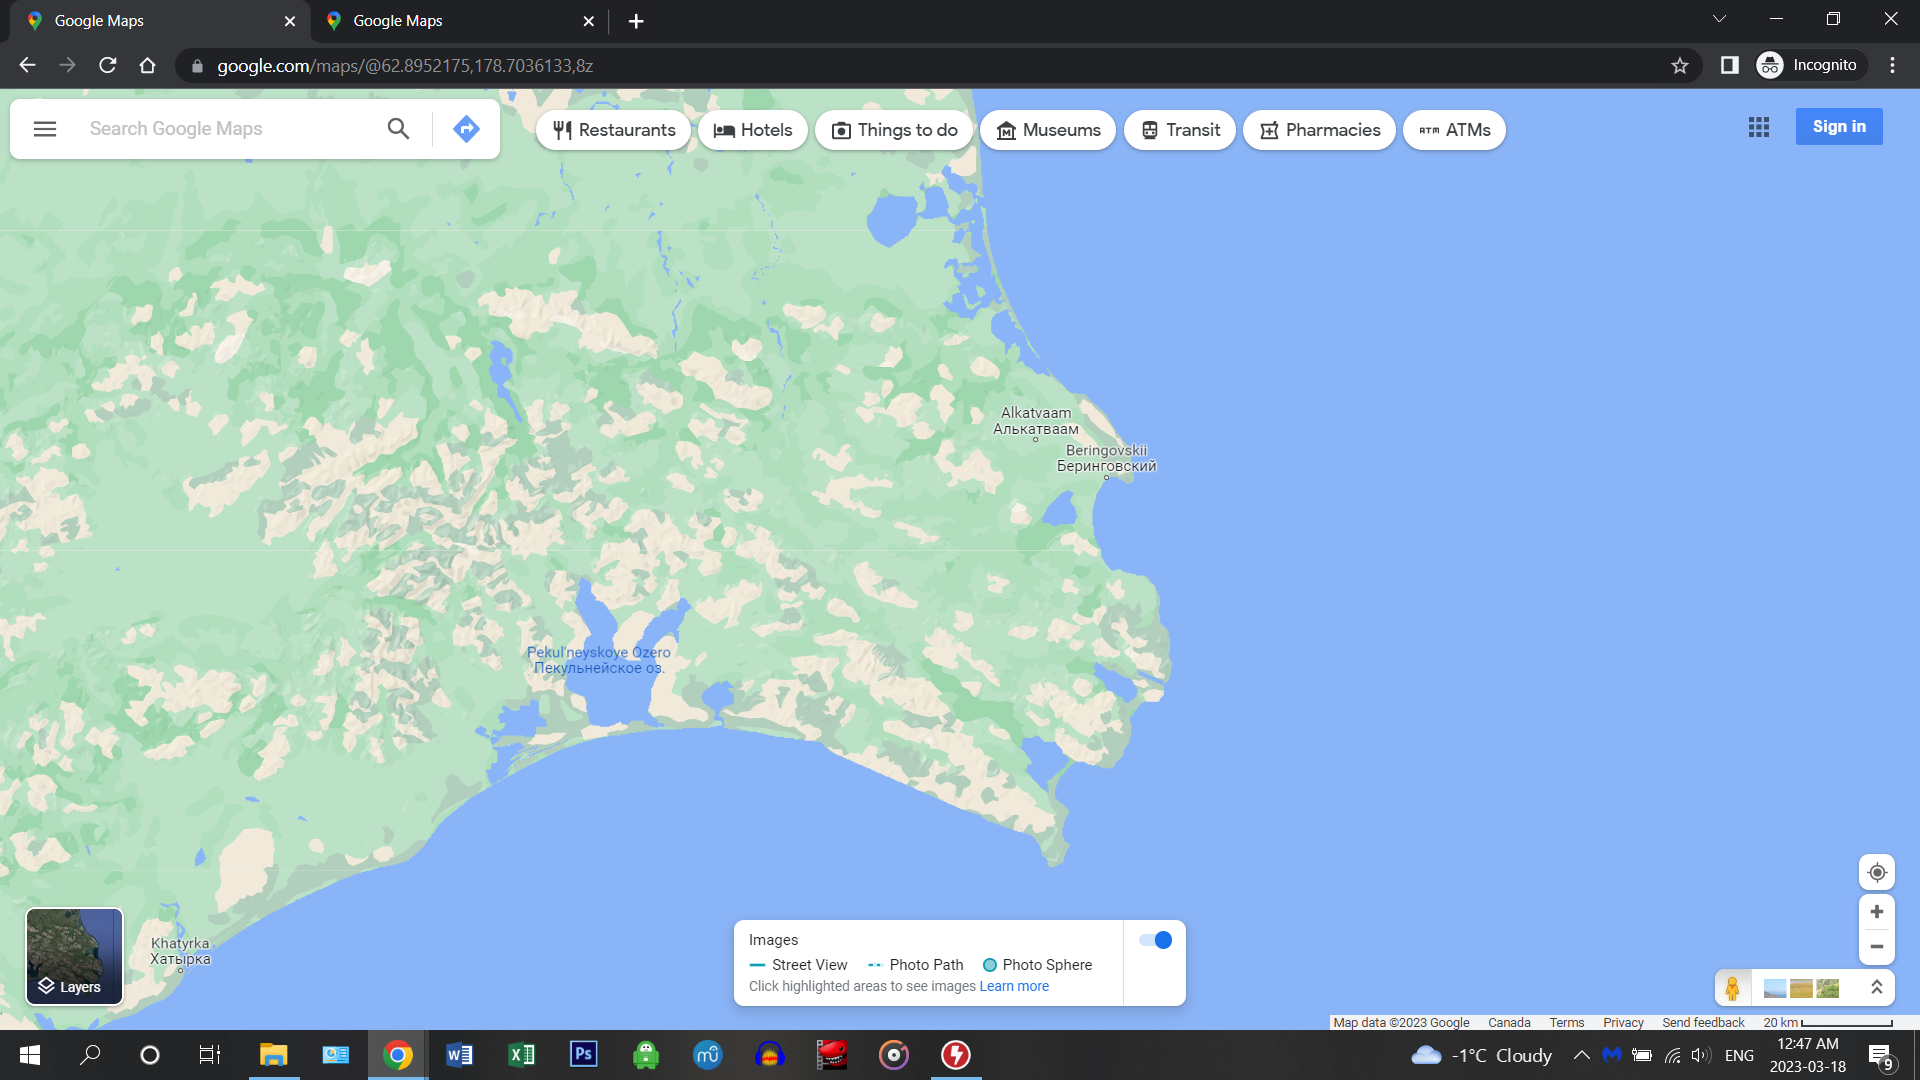 Google Maps
Google Maps
google.com/maps/@62.8952175,178.7036133,8z
Incognito
Search Google Maps
Restaurants
Hotels
Things to do
Museums
Transit
Pharmacies
ATM ATMs
Sign in
Alkatvaam
Алькатваам
Beringovskii
Беринговский
Pekul'neyskoye Ozero
Пекульнейское оз.
Khatyrka
Хатырка
Layers
Images
Street View
Photo Path
Photo Sphere
Click highlighted areas to see images Learn more
Map data ©2023 Google
Canada
Terms
Privacy
Send feedback
20 km
W
X
Ps
mu
-1°C Cloudy
ENG
12:47 AM
2023-03-18
9